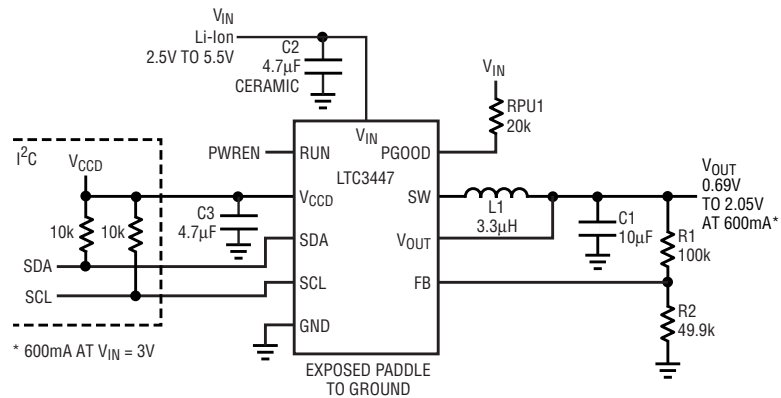 VIN
Li-Ion
2.5V TO 5.5V
C2
4.7µF
CERAMIC
VIN
RPU1
20k
I2C
VCCD
PWREN
RUN
VIN
PGOOD
LTC3447
VCCD
SW
L1
3.3µH
VOUT
0.69V
TO 2.05V
AT 600mA*
10k
10k
C3
4.7µF
SDA
VOUT
C1
10µF
R1
100k
SDA
SCL
SCL
FB
GND
R2
49.9k
* 600mA AT VIN = 3V
EXPOSED PADDLE
TO GROUND